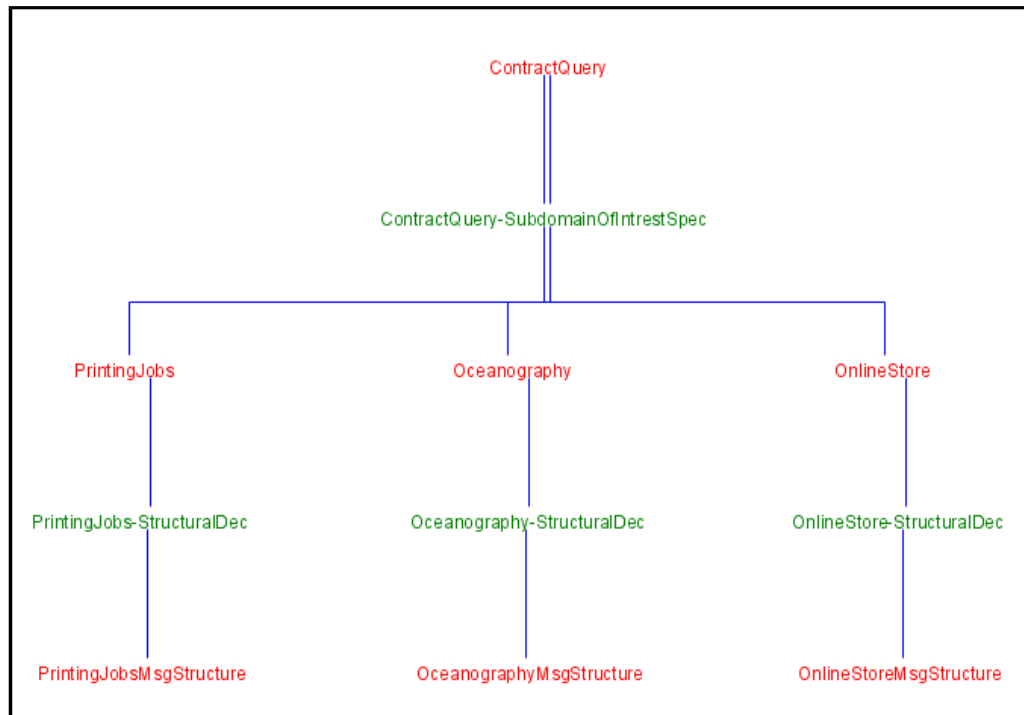 ContractQuery
ContractQuery-SubdomainOfIntrestSpec
PrintingJobs
Oceanography
OnlineStore
PrintingJobs-StructuralDec
Oceanography-StructuralDec
OnlineStore-StructuralDec
PrintingJobsMsgStructure
OceanographyMsgStructure
OnlineStoreMsgStructure